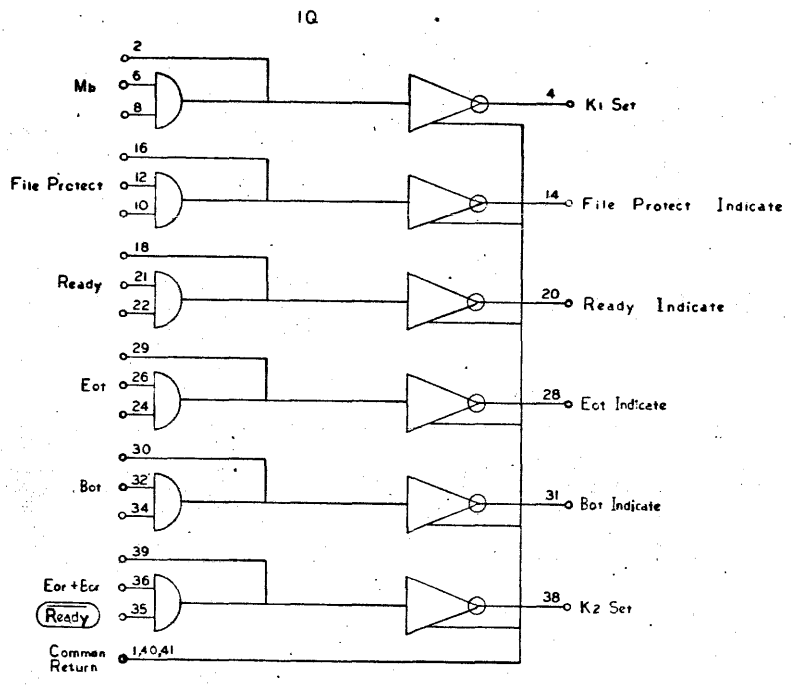 1Q
2
Mb 6 4 K1 Set
8
16
File Protect 12 14 File Protect Indicate
10
18
Ready 21 20 Ready Indicate
22
29
Eot 26 28 Eot Indicate
24
30
Bot 32 31 Bot Indicate
34
39
Eor+Eor 36 38 K2 Set
Ready 35
Common Return 1,40,41